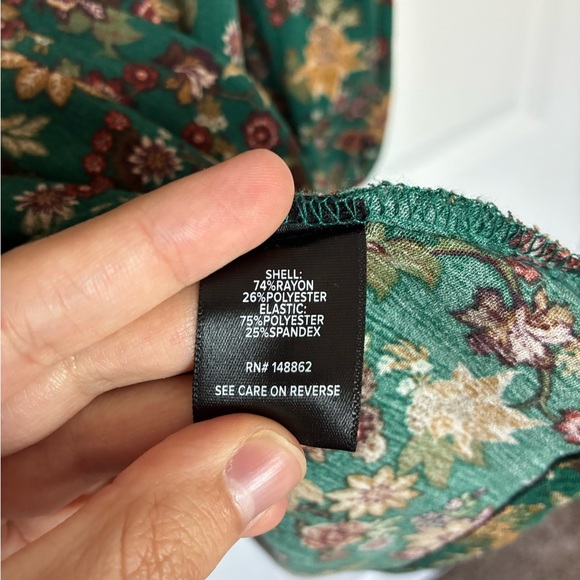 SHELL:
74%RAYON
26%POLYESTER
ELASTIC:
75%POLYESTER
25%SPANDEX
RN# 148862
SEE CARE ON REVERSE